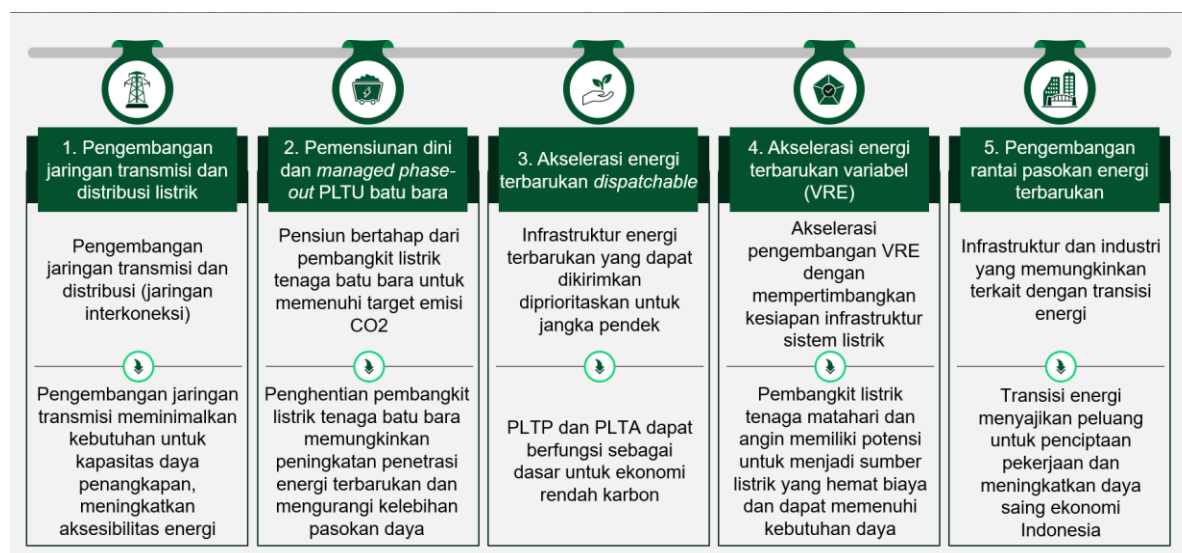 1. Pengembangan
jaringan transmisi dan
distribusi listrik
Pengembangan
jaringan transmisi dan
distribusi (jaringan
interkoneksi)
Pengembangan jaringan
transmisi meminimalkan
kebutuhan untuk
kapasitas daya
penangkapan,
meningkatkan
aksesibilitas energi
2. Pemensiunan dini
dan managed phase-
out PLTU batu bara
Pensiun bertahap dari
pembangkit listrik
tenaga batu bara untuk
memenuhi target emisi
CO2
Penghentian pembangkit
listrik tenaga batu bara
memungkinkan
peningkatan penetrasi
energi terbarukan dan
mengurangi kelebihan
pasokan daya
3. Akselerasi energi
terbarukan dispatchable
Infrastruktur energi
terbarukan yang dapat
dikirimkan
diprioritaskan untuk
jangka pendek
PLTP dan PLTA dapat
berfungsi sebagai
dasar untuk ekonomi
rendah karbon
4. Akselerasi energi
terbarukan variabel
(VRE)
Akselerasi
pengembangan VRE
dengan
mempertimbangkan
kesiapan infrastruktur
sistem listrik
Pembangkit listrik
tenaga matahari dan
angin memiliki potensi
untuk menjadi sumber
listrik yang hemat biaya
dan dapat memenuhi
kebutuhan daya
5. Pengembangan
rantai pasokan energi
terbarukan
Infrastruktur dan industri
yang memungkinkan
terkait dengan transisi
energi
Transisi energi
menyajikan peluang
untuk penciptaan
pekerjaan dan
meningkatkan daya
saing ekonomi
Indonesia